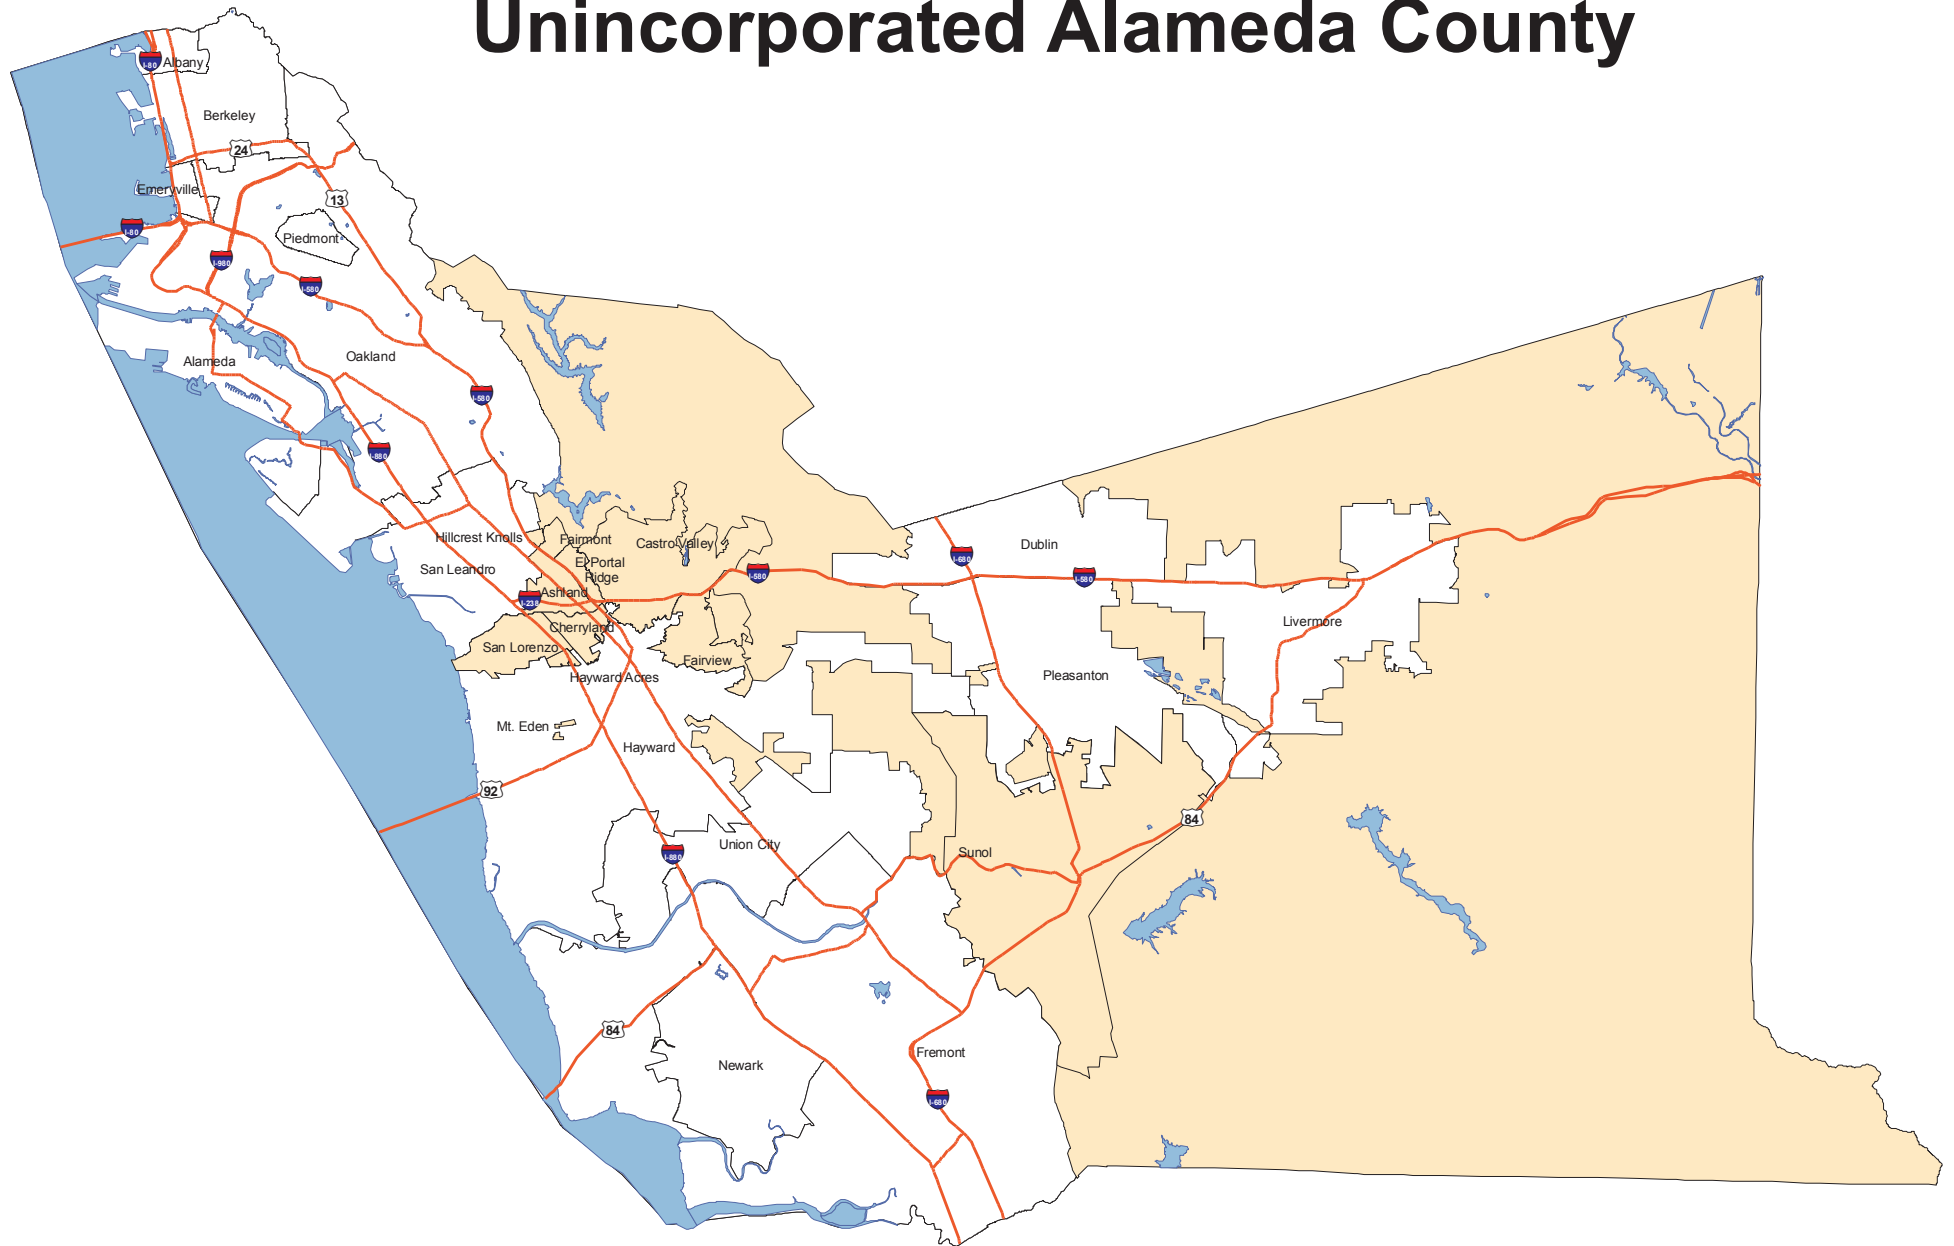 Unincorporated Alameda County
I-80
Albany
Berkeley
24
Emeryville
13
I-80
Piedmont
I-980
I-580
Oakland
Alameda
I-580
I-880
Hillcrest Knolls
Fairmont
Castro Valley
Dublin
I-680
San Leandro
El Portal
Ridge
I-580
I-580
I-238
Ashland
Cherryland
Livermore
San Lorenzo
Fairview
Hayward Acres
Pleasanton
Mt. Eden
Hayward
92
84
Union City
I-880
Sunol
84
Fremont
Newark
I-680